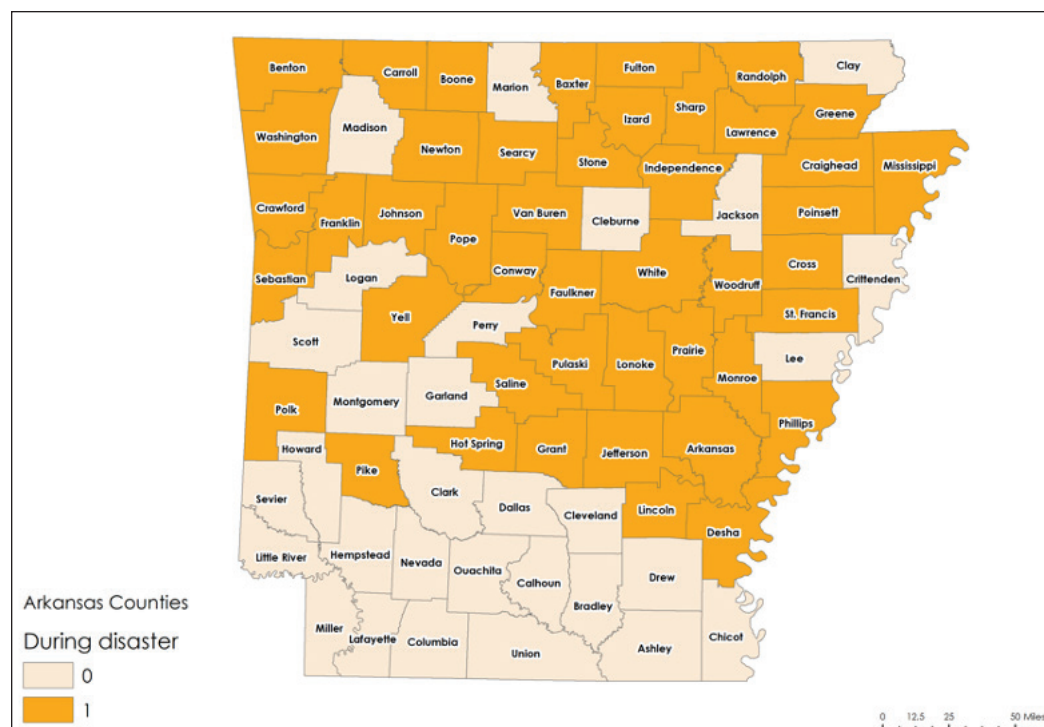 Benton
Carroll
Boone
Marion
Baxter
Fulton
Randolph
Clay
Madison
Izard
Sharp
Greene
Washington
Newton
Searcy
Stone
Lawrence
Independence
Craighead
Mississippi
Crawford
Franklin
Johnson
Pope
Van Buren
Cleburne
Jackson
Poinsett
Sebastian
Logan
Conway
White
Woodruff
Cross
Crittenden
Faulkner
Yell
Perry
St. Francis
Scott
Pulaski
Lonoke
Prairie
Lee
Monroe
Saline
Garland
Montgomery
Polk
Phillips
Howard
Pike
Hot Spring
Grant
Jefferson
Arkansas
Sevier
Clark
Dallas
Cleveland
Lincoln
Desha
Little River
Hempstead
Nevada
Ouachita
Calhoun
Drew
Bradley
Miller
Lafayette
Columbia
Union
Ashley
Chicot
Arkansas Counties
During disaster
0
1
0 12.5 25 50 Miles